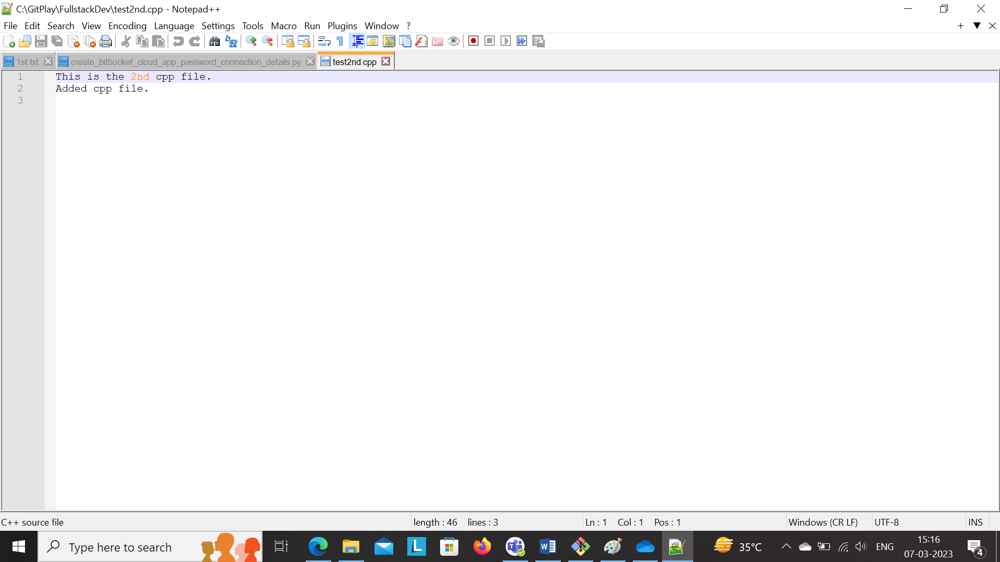 C:\GitPlay\FullstackDev\test2nd.cpp - Notepad++
File Edit Search View Encoding Language Settings Tools Macro Run Plugins Window ?
1st.txt create_bitbucket_cloud_app_password_connection_details.py test2nd.cpp
1 This is the 2nd cpp file.
2 Added cpp file.
3
C++ source file length : 46 lines : 3 Ln : 1 Col : 1 Pos : 1 Windows (CR LF) UTF-8 INS
Type here to search 35°C ENG 15:16
07-03-2023 4